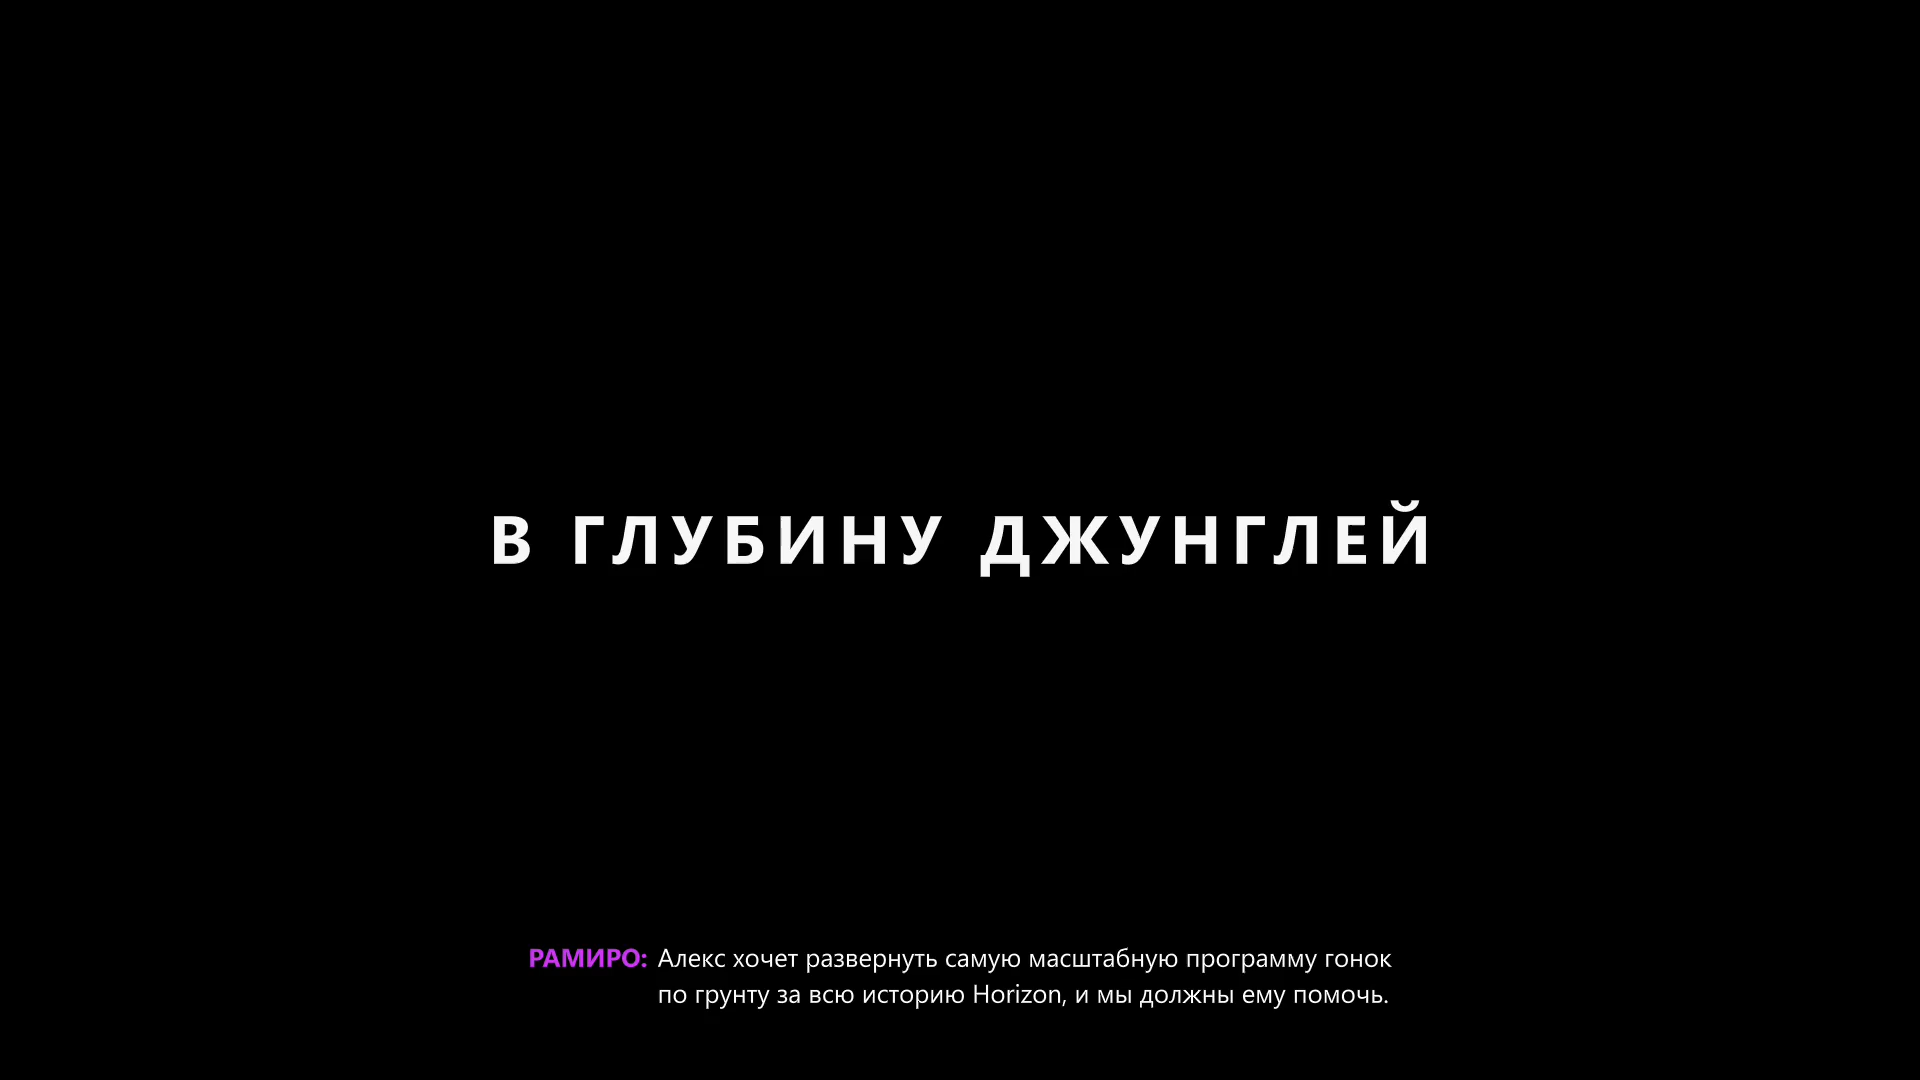 В ГЛУБИНУ ДЖУНГЛЕЙ
РАМИРО: Алекс хочет развернуть самую масштабную программу гонок
по грунту за всю историю Horizon, и мы должны ему помочь.